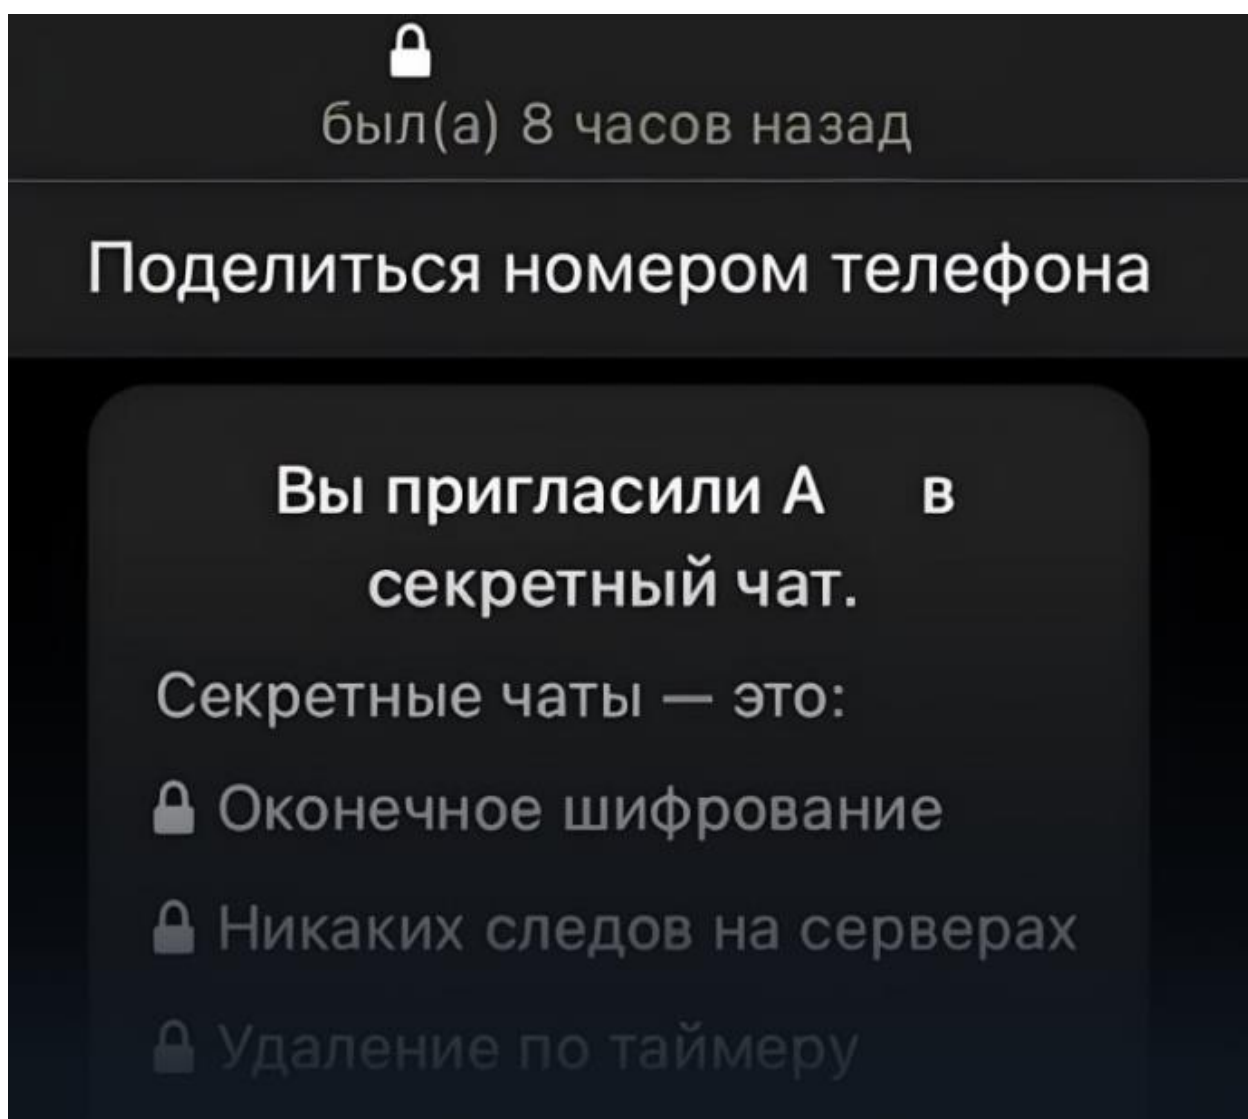 был(а) 8 часов назад
Поделиться номером телефона
Вы пригласили А в
секретный чат.
Секретные чаты — это:
Оконечное шифрование
Никаких следов на серверах
Удаление по таймеру